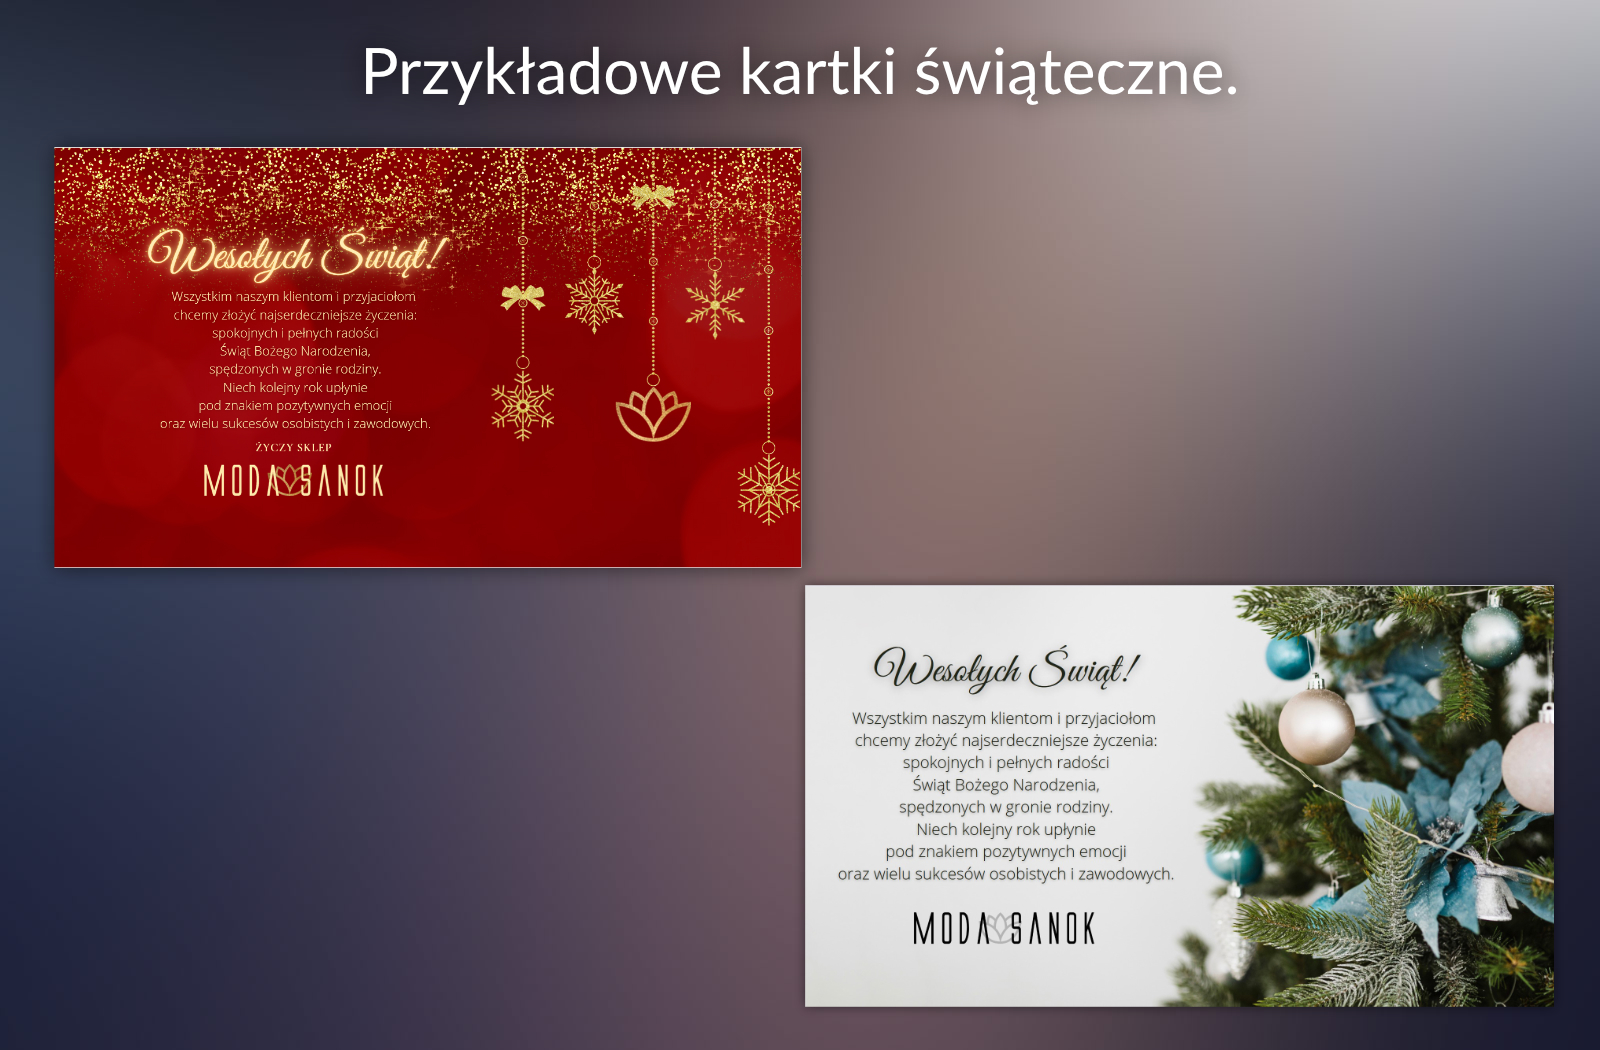 Przykładowe kartki świąteczne.
Wesołych Świąt!
Wszystkim naszym klientom i przyjaciołom
chcemy złożyć najserdeczniejsze życzenia:
spokojnych i pełnych radości
Świąt Bożego Narodzenia,
spędzonych w gronie rodziny.
Niech kolejny rok upłynie
pod znakiem pozytywnych emocji
oraz wielu sukcesów osobistych i zawodowych.
ŻYCZY SKLEP
MODA SANOK
Wesołych Świąt!
Wszystkim naszym klientom i przyjaciołom
chcemy złożyć najserdeczniejsze życzenia:
spokojnych i pełnych radości
Świąt Bożego Narodzenia,
spędzonych w gronie rodziny.
Niech kolejny rok upłynie
pod znakiem pozytywnych emocji
oraz wielu sukcesów osobistych i zawodowych.
MODA SANOK